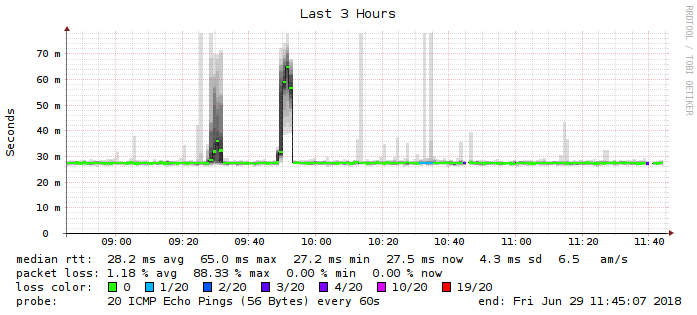 Last 3 Hours
RRDTOOL / TOBI OETIKER
Seconds
70 m
60 m
50 m
40 m
30 m
20 m
10 m
0
09:00 09:20 09:40 10:00 10:20 10:40 11:00 11:20 11:40
median rtt: 28.2 ms avg 65.0 ms max 27.2 ms min 27.5 ms now 4.3 ms sd 6.5 am/s
packet loss: 1.18 % avg 88.33 % max 0.00 % min 0.00 % now
loss color: 0 1/20 2/20 3/20 4/20 10/20 19/20
probe: 20 ICMP Echo Pings (56 Bytes) every 60s end: Fri Jun 29 11:45:07 2018